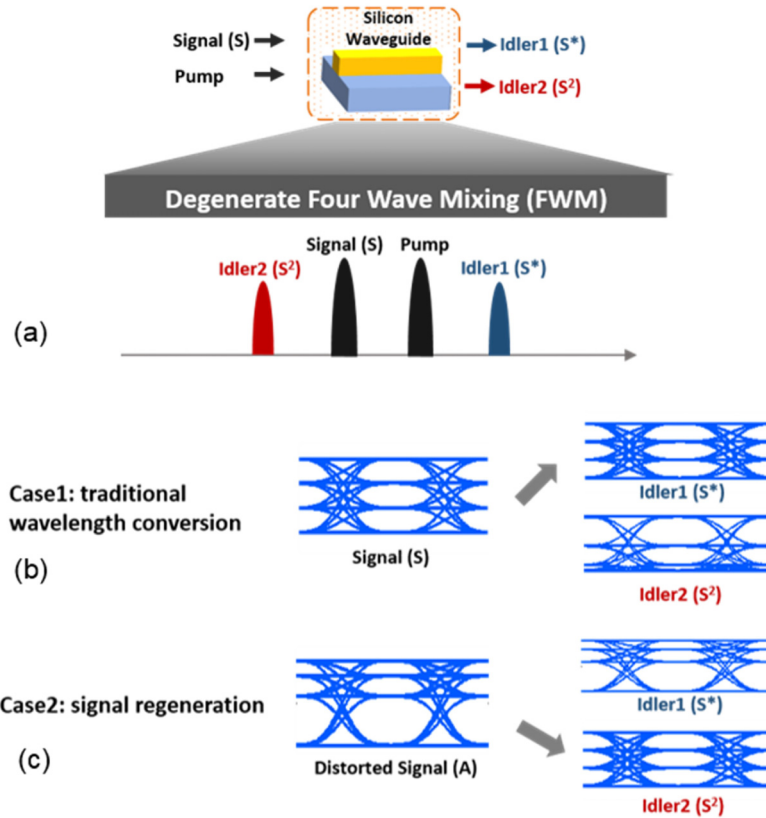 Silicon
Waveguide
Signal (S)
Pump
Idler1 (S*)
Idler2 (S²)
Degenerate Four Wave Mixing (FWM)
Signal (S)
Pump
Idler2 (S²)
Idler1 (S*)
(a)
Case1: traditional
wavelength conversion
(b)
Signal (S)
Idler1 (S*)
Idler2 (S²)
Case2: signal regeneration
(c)
Distorted Signal (A)
Idler1 (S*)
Idler2 (S²)